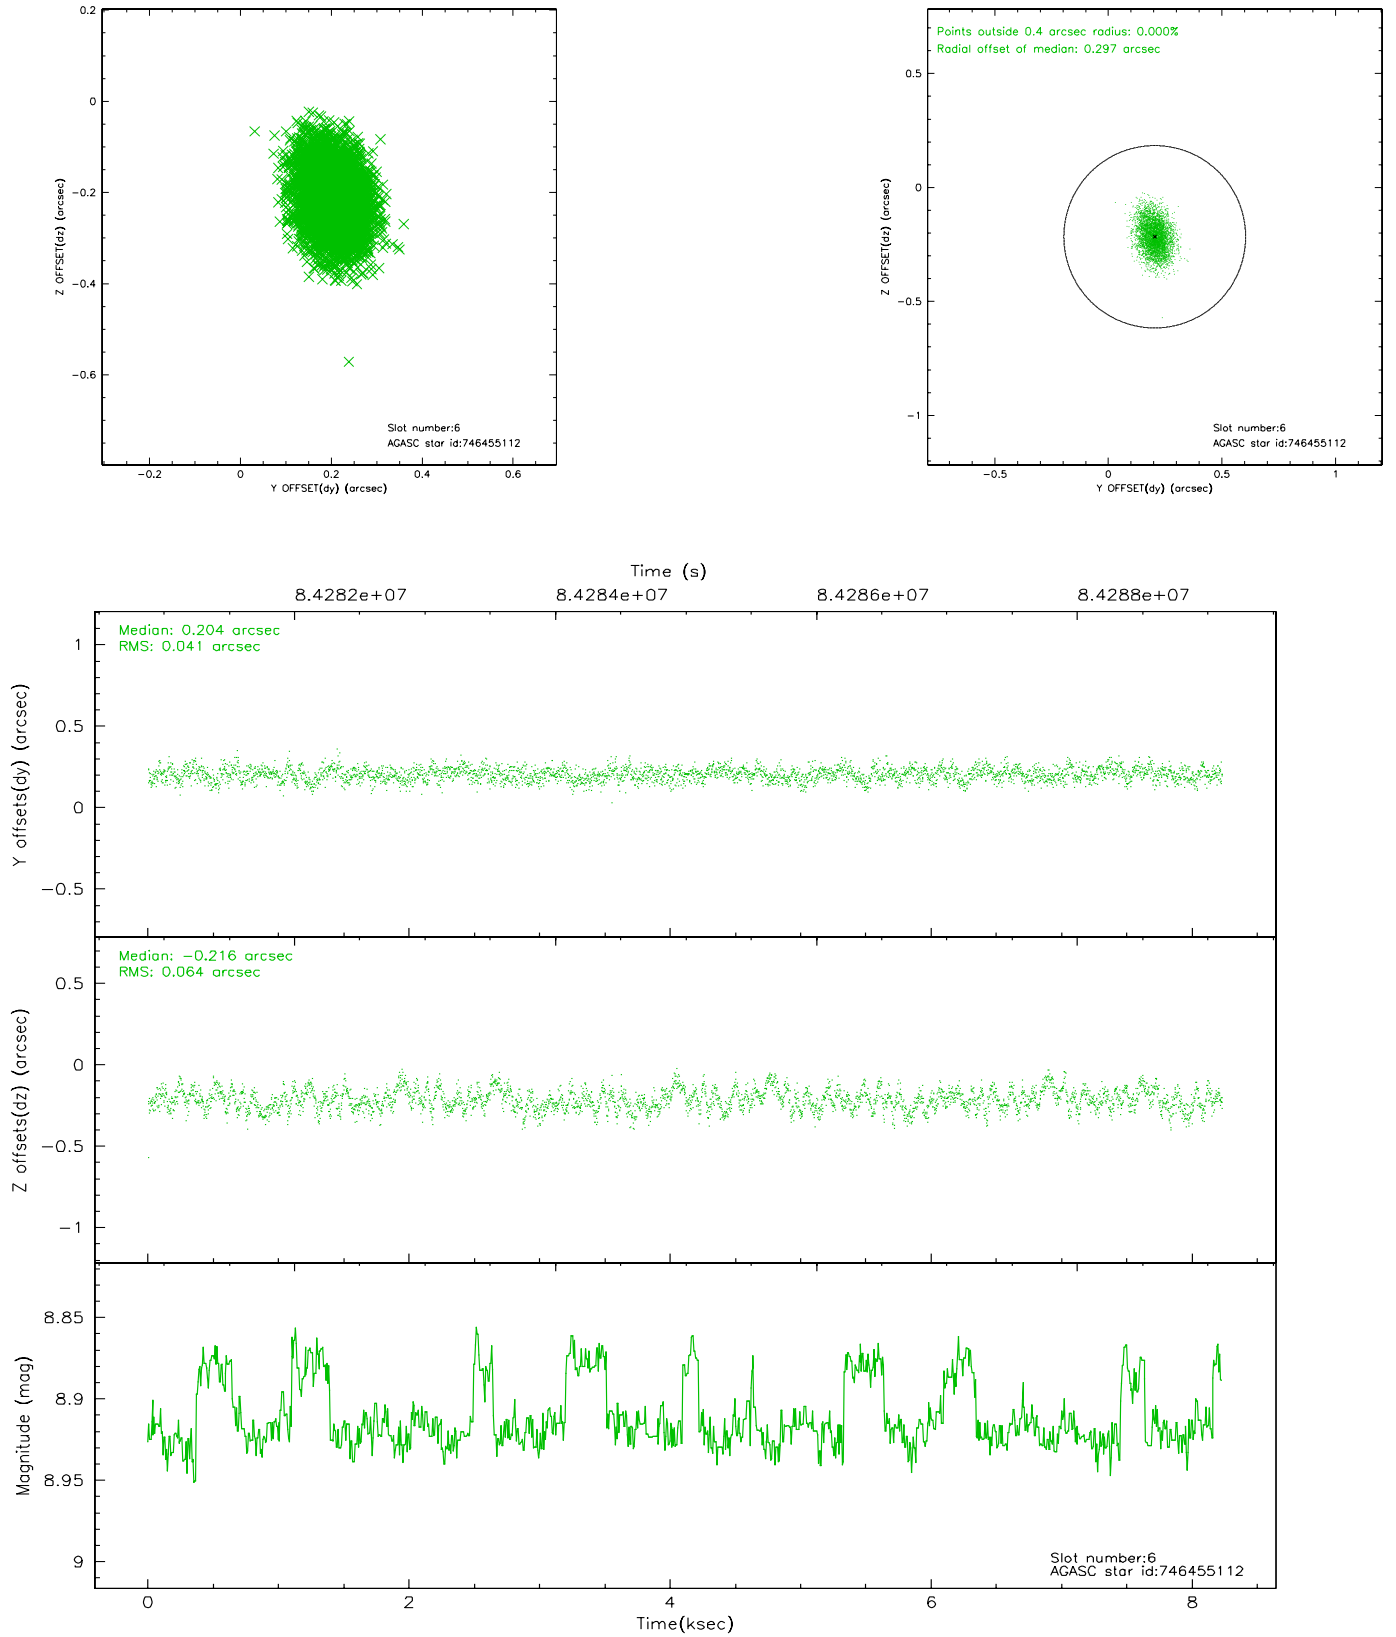 0.2
0
−0.2
−0.4
−0.6
Z OFFSET(dz) (arcsec)
−0.2 0 0.2 0.4 0.6
Y OFFSET(dy) (arcsec)
Slot number:6
AGASC star id:746455112
Points outside 0.4 arcsec radius: 0.000%
Radial offset of median: 0.297 arcsec
0.5
0
−0.5
−1
Z OFFSET(dz) (arcsec)
−0.5 0 0.5 1
Y OFFSET(dy) (arcsec)
Slot number:6
AGASC star id:746455112
Time (s)
8.4282e+07 8.4284e+07 8.4286e+07 8.4288e+07
Median: 0.204 arcsec
RMS: 0.041 arcsec
1
0.5
0
−0.5
Y offsets(dy) (arcsec)
Median: −0.216 arcsec
RMS: 0.064 arcsec
0.5
0
−0.5
−1
Z offsets(dz) (arcsec)
8.85
8.9
8.95
9
Magnitude (mag)
Slot number:6
AGASC star id:746455112
0 2 4 6 8
Time(ksec)